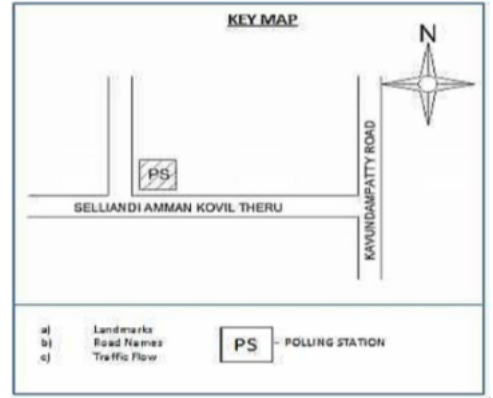 KEY MAP
N
PS
SELLIANDI AMMAN KOVIL THERU
KAVUNDAMPATTY ROAD
a) Landmarks
b) Road Names
c) Traffic Flow
PS - POLLING STATION